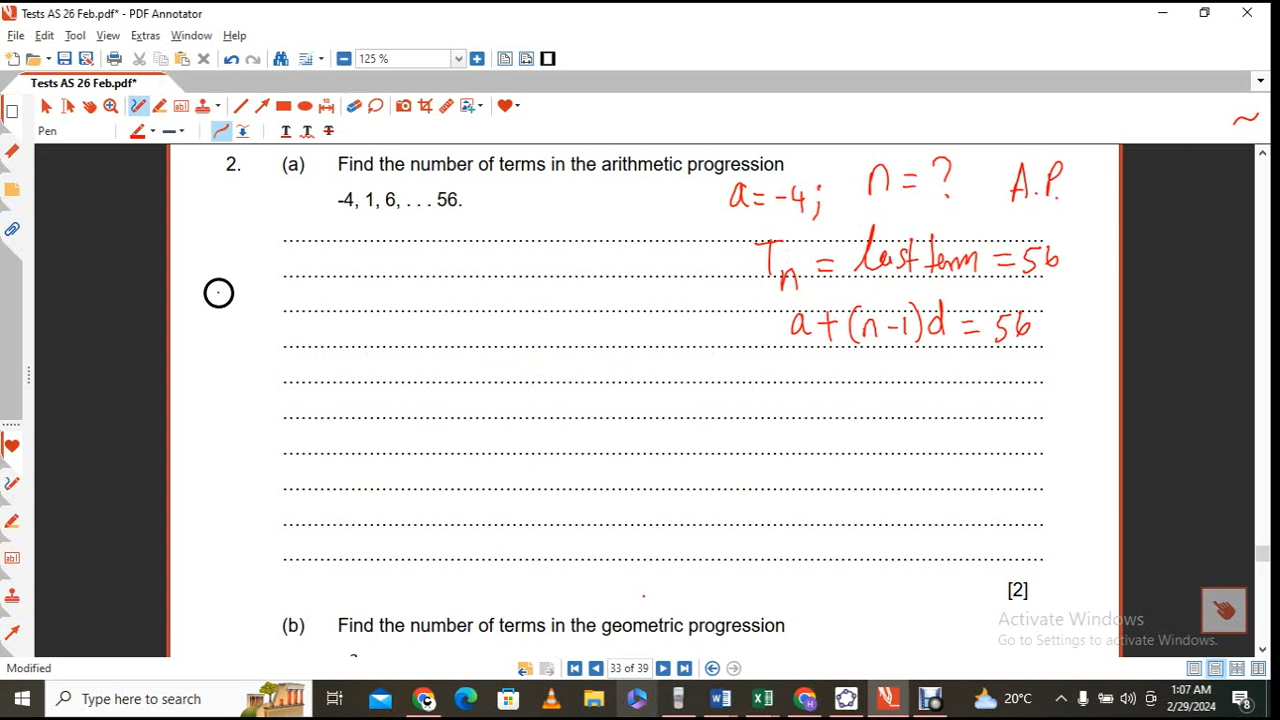 Tests AS 26 Feb.pdf* - PDF Annotator
File Edit Tool View Extras Window Help
125 %
Tests AS 26 Feb.pdf*
Pen
2. (a) Find the number of terms in the arithmetic progression
-4, 1, 6, . . . 56.
a = -4; n = ? A.P.
Tn = last term = 56
a + (n-1)d = 56
[2]
(b) Find the number of terms in the geometric progression
Activate Windows
Go to Settings to activate Windows.
Modified
33 of 39
Type here to search
20°C
1:07 AM
2/29/2024
8